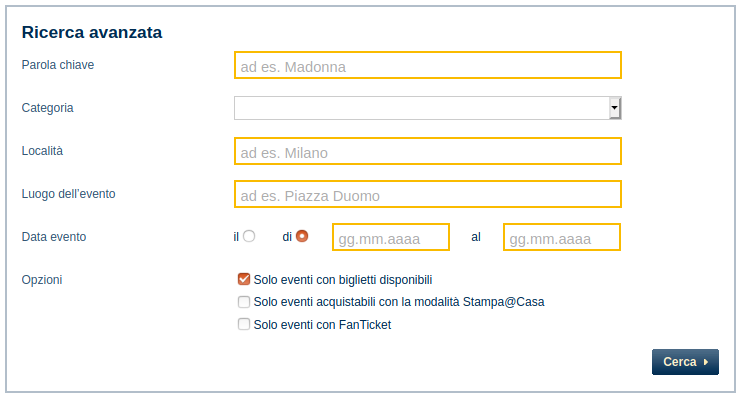 Ricerca avanzata
Parola chiave ad es. Madonna
Categoria
Località ad es. Milano
Luogo dell'evento ad es. Piazza Duomo
Data evento il di gg.mm.aaaa al gg.mm.aaaa
Opzioni Solo eventi con biglietti disponibili
Solo eventi acquistabili con la modalità Stampa@Casa
Solo eventi con FanTicket
Cerca